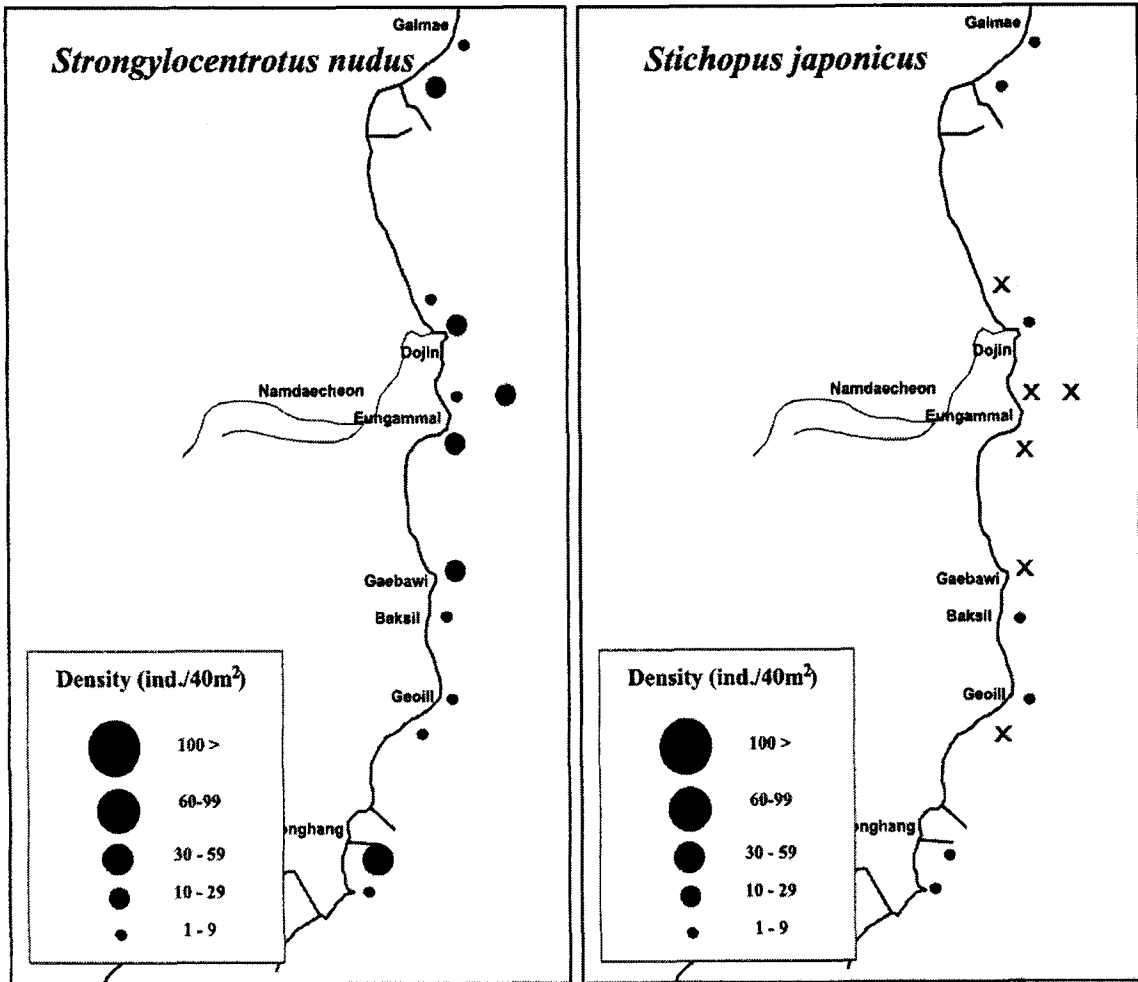 Galmae
Strongylocentrotus nudus
Dojin
Namdaecheon
Eungammal
Gaebawi
Baksil
Geoill
onghang
Density (ind./40m²)
100 >
60-99
30 - 59
10 - 29
1 - 9
Galmae
Stichopus japonicus
X
Dojin
X X
Namdaecheon
Eungammal
X
X
Gaebawi
Baksil
Geoill
X
onghang
Density (ind./40m²)
100 >
60-99
30 - 59
10 - 29
1 - 9